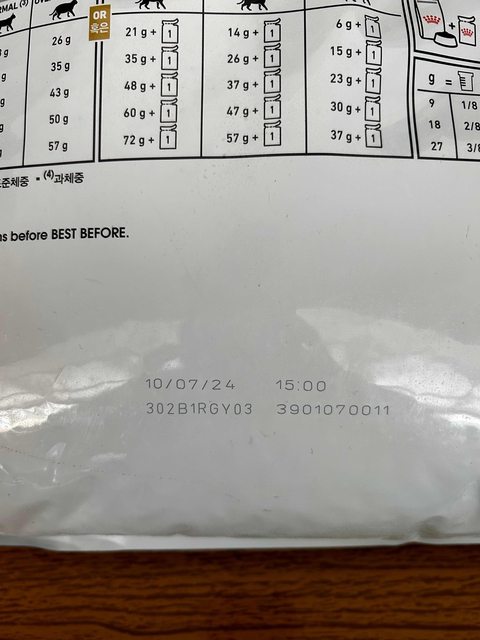 RMAL (3)
OR
혹은
g 26 g 21 g + 1 14 g + 1 6 g + 1
g 35 g 35 g + 1 26 g + 1 15 g + 1
g 43 g 48 g + 1 37 g + 1 23 g + 1
g 50 g 60 g + 1 47 g + 1 30 g + 1
g 57 g 72 g + 1 57 g + 1 37 g + 1
g =
9 1/8
18 2/8
27 3/8
준체중 • (4)과체중
ns before BEST BEFORE.
10/07/24 15:00
302B1RGY03 3901070011